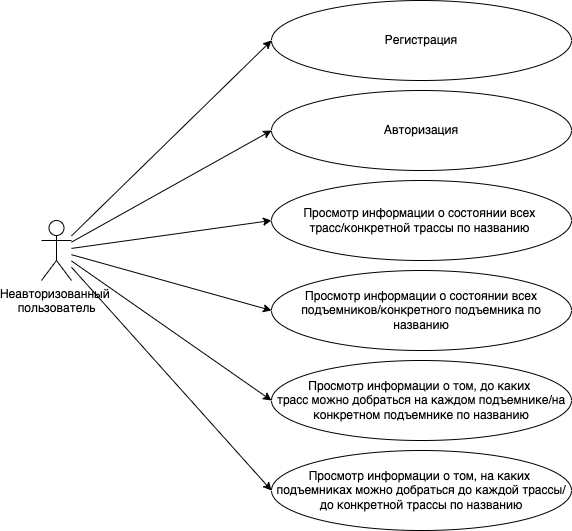 Регистрация
Авторизация
Просмотр информации о состоянии всех
трасс/конкретной трассы по названию
Неавторизованный
пользователь
Просмотр информации о состоянии всех
подъемников/конкретного подъемника по
названию
Просмотр информации о том, до каких
трасс можно добраться на каждом подъемнике/на
конкретном подъемнике по названию
Просмотр информации о том, на каких
подъемниках можно добраться до каждой трассы/
до конкретной трассы по названию